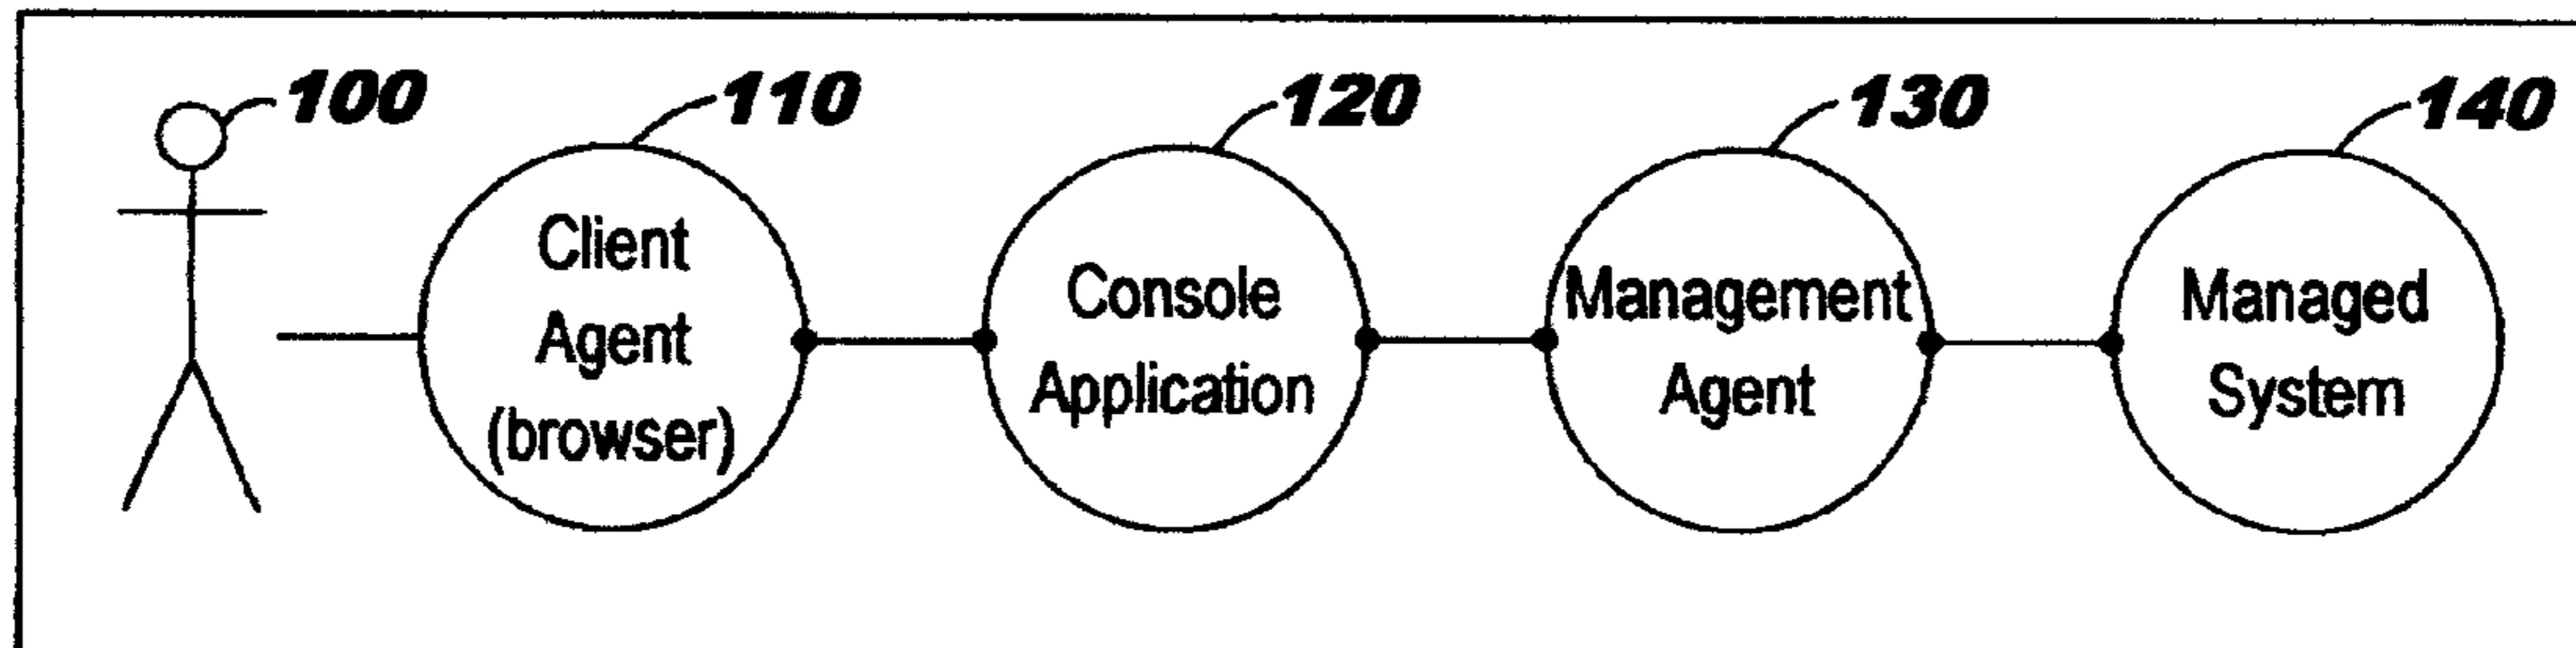 100
110
120
130
140
Client
Agent
(browser)
Console
Application
Management
Agent
Managed
System